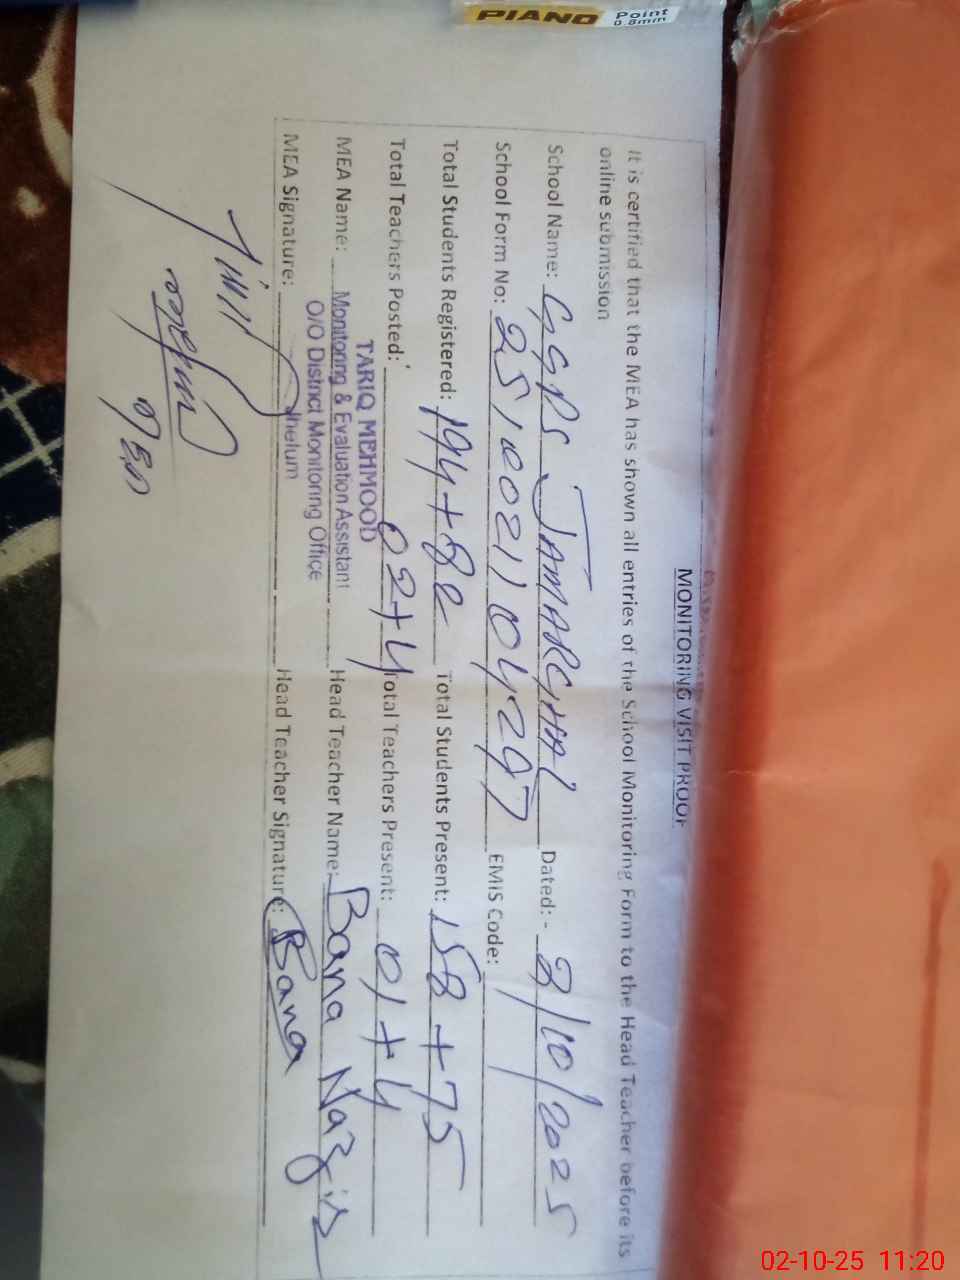 PIANO Point 0.8mm
MONITORING VISIT PROOF
It is certified that the MEA has shown all entries of the School Monitoring Form to the Head Teacher before its
online submission
School Name: GGPS JAMARGHAL Dated: - 3/10/2025
School Form No: EMIS Code:
Total Students Registered: 194+82 Total Students Present: 158+75
Total Teachers Posted: 02+4 Total Teachers Present: 01+4
TARIQ MEHMOOD
MEA Name: Monitoring & Evaluation Assistant Head Teacher Name: Bana Nazir
O/O District Monitoring Office
MEA Signature: Jhelum Head Teacher Signature: Bana
02-10-25 11:20